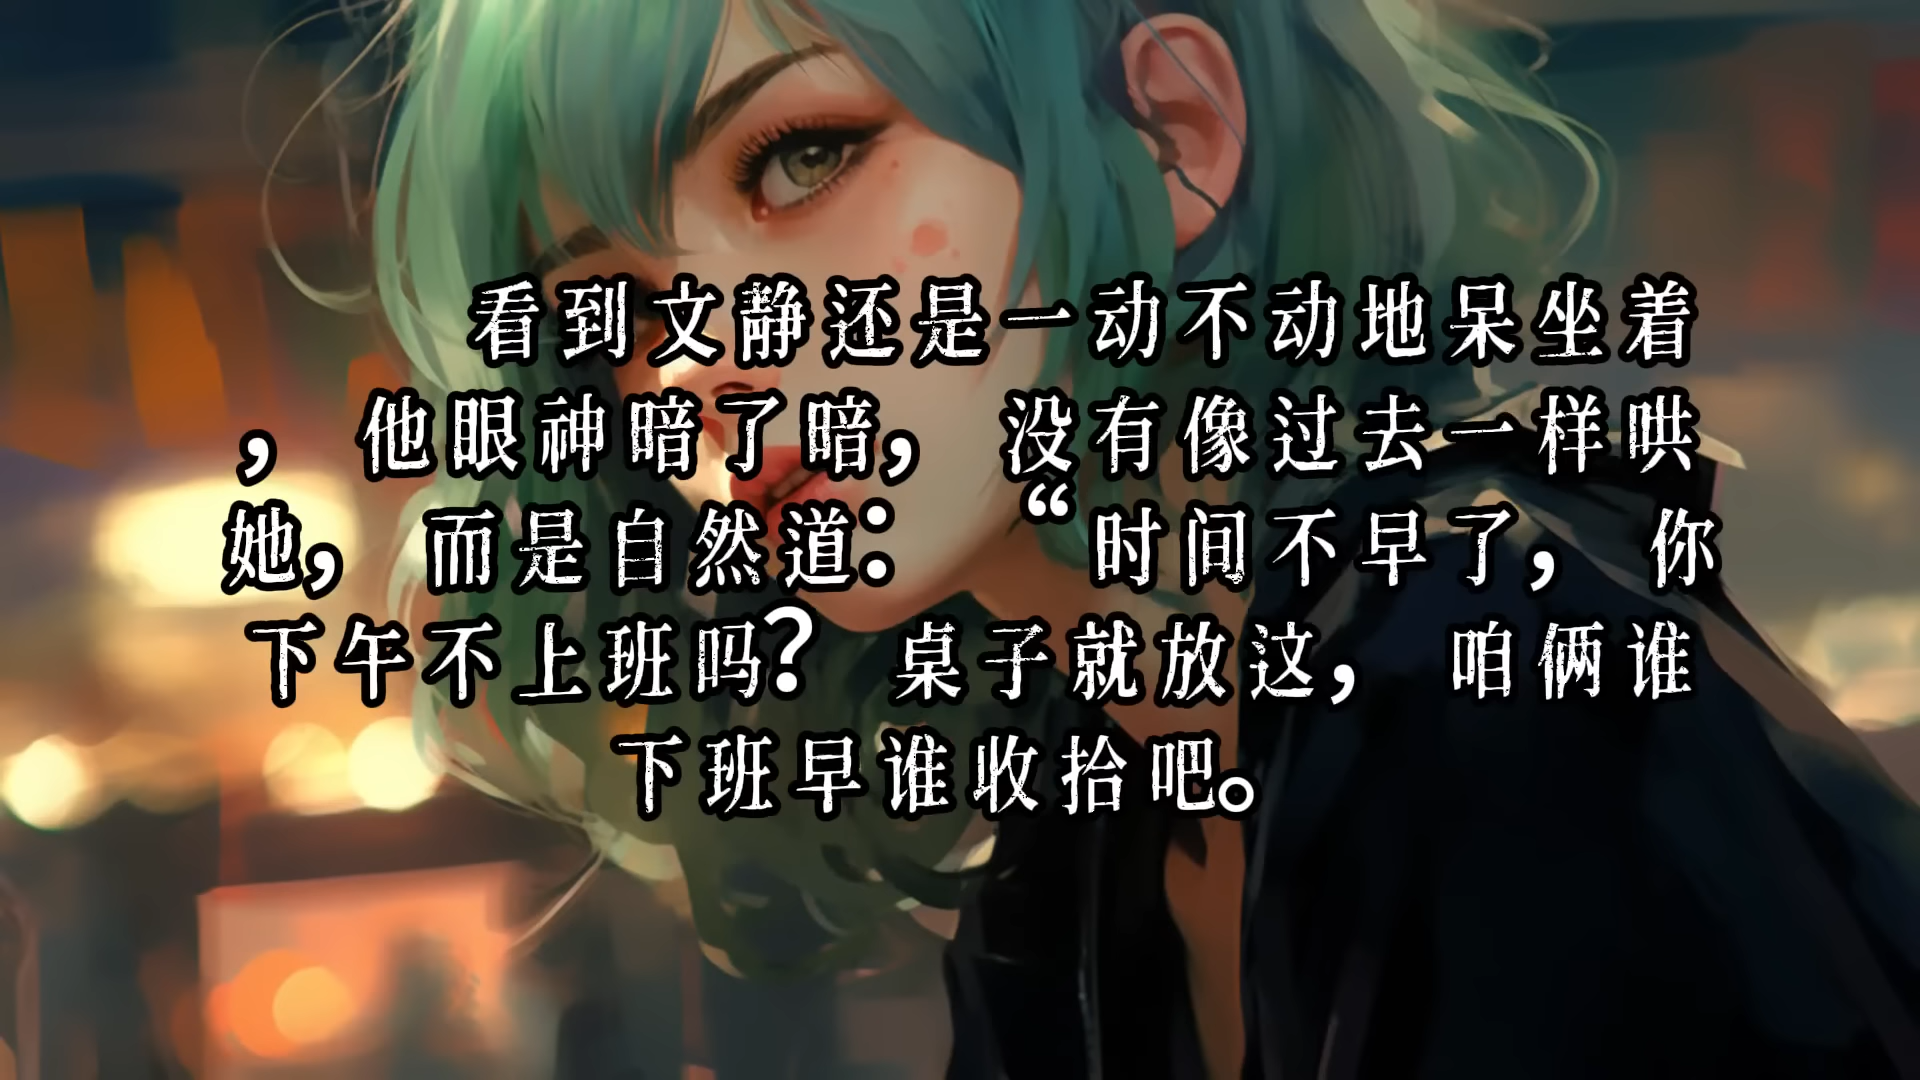 看到文静还是一动不动地呆坐着
，他眼神暗了暗，没有像过去一样哄
她，而是自然道：“时间不早了，你
下午不上班吗？桌子就放这，咱俩谁
下班早谁收拾吧。